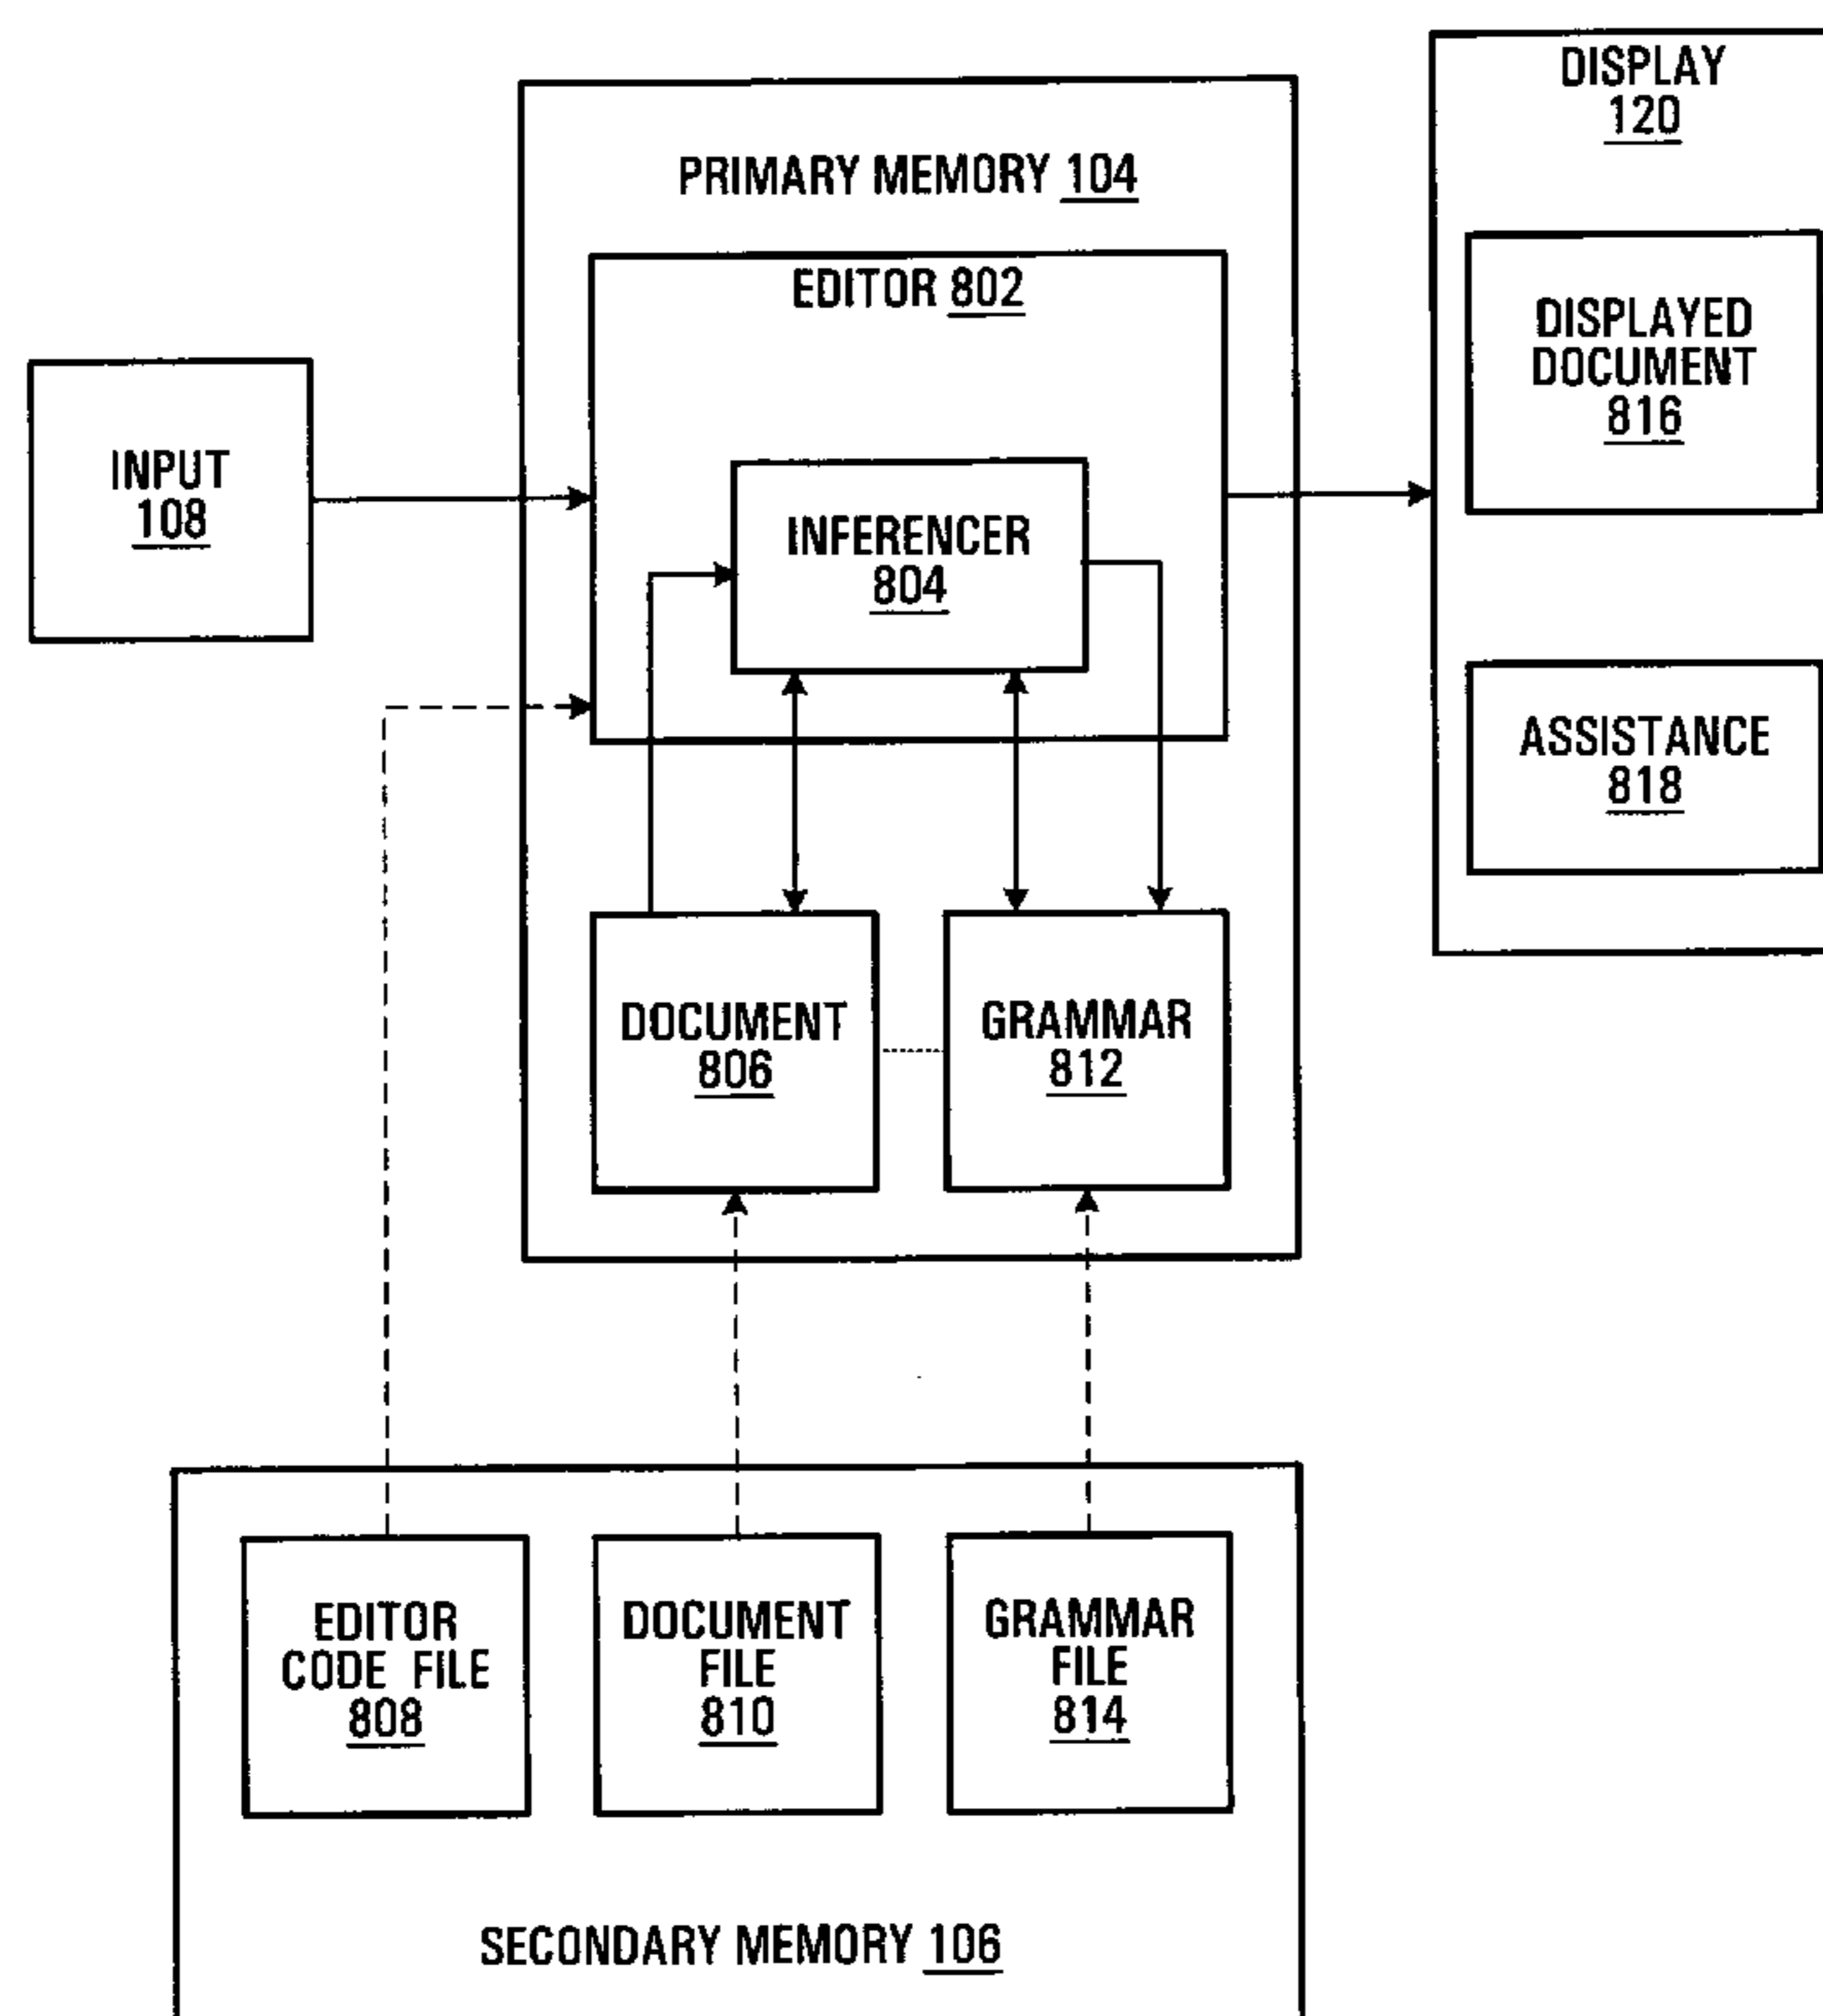 DISPLAY
120
PRIMARY MEMORY 104
EDITOR 802
DISPLAYED
DOCUMENT
816
INPUT
108
INFERENCER
804
ASSISTANCE
818
DOCUMENT
806
GRAMMAR
812
EDITOR
CODE FILE
808
DOCUMENT
FILE
810
GRAMMAR
FILE
814
SECONDARY MEMORY 106